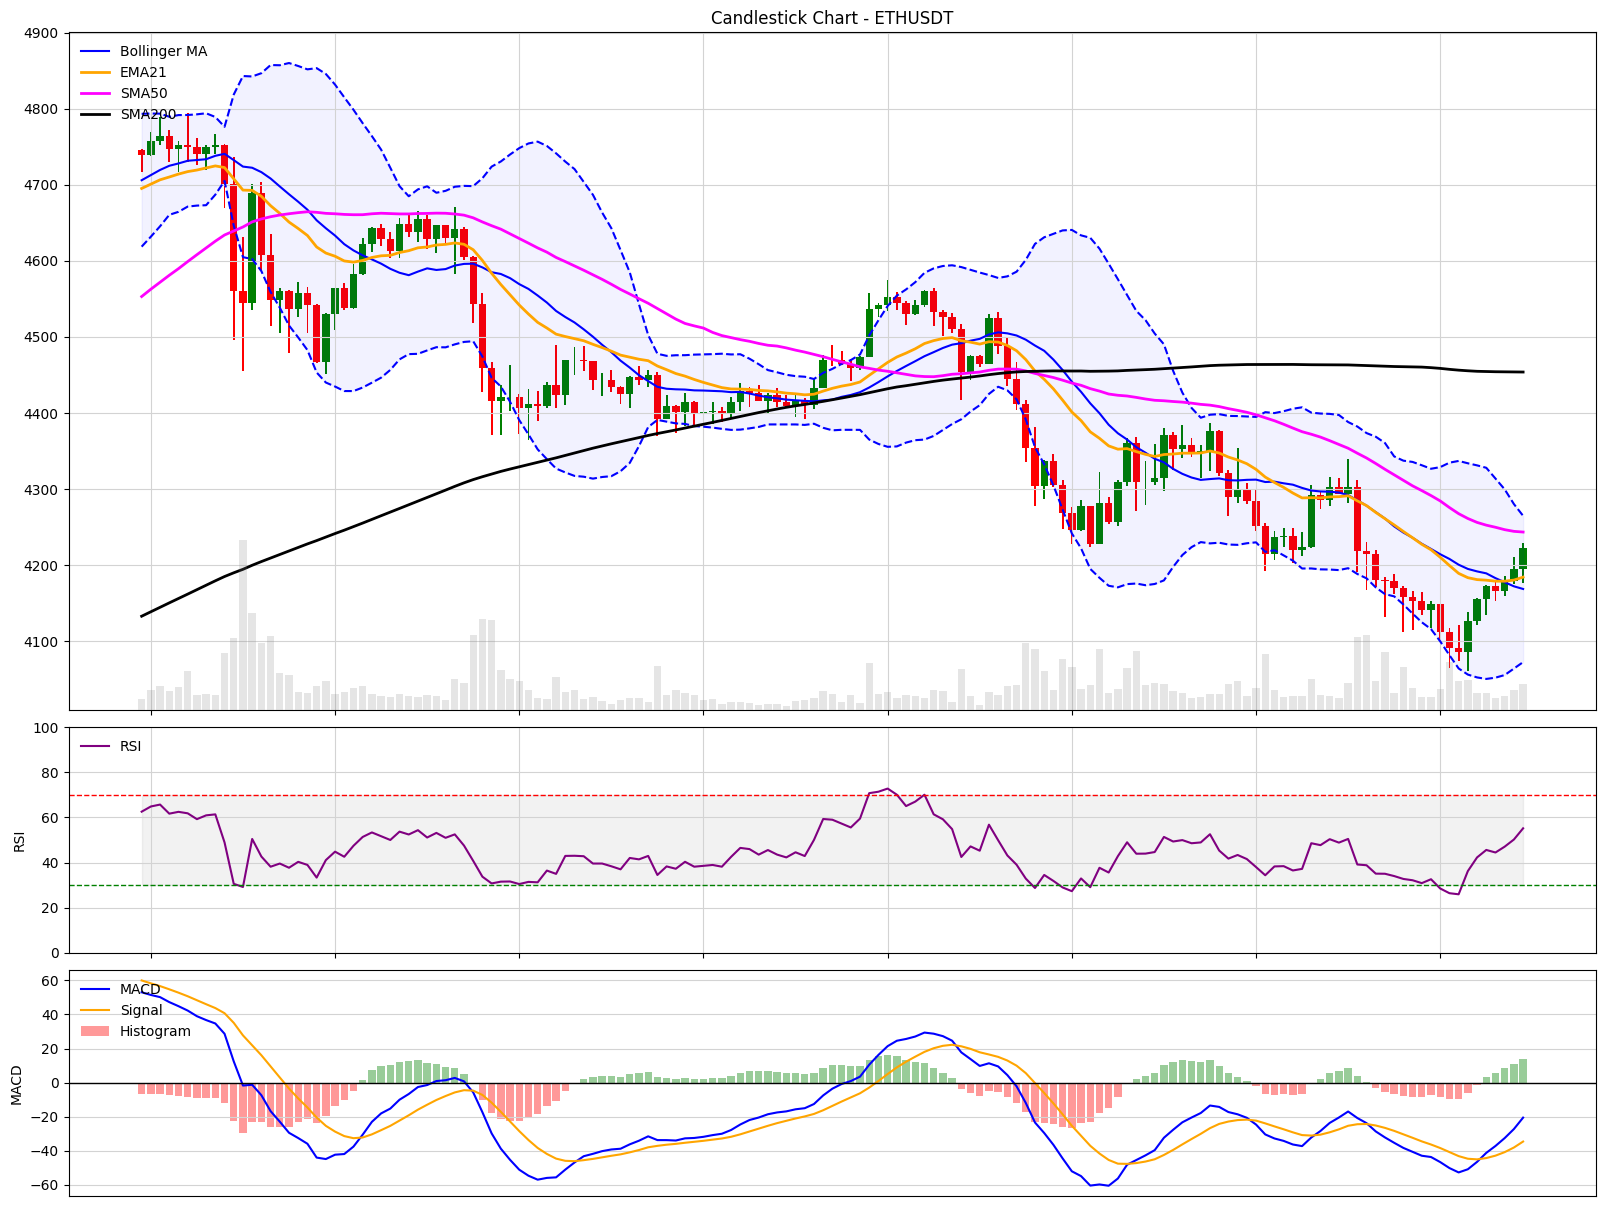 Candlestick Chart - ETHUSDT
4900
4800
4700
4600
4500
4400
4300
4200
4100
Bollinger MA
EMA21
SMA50
SMA200
100
80
60
40
20
0
RSI
RSI
60
40
20
0
−20
−40
−60
MACD
MACD
Signal
Histogram